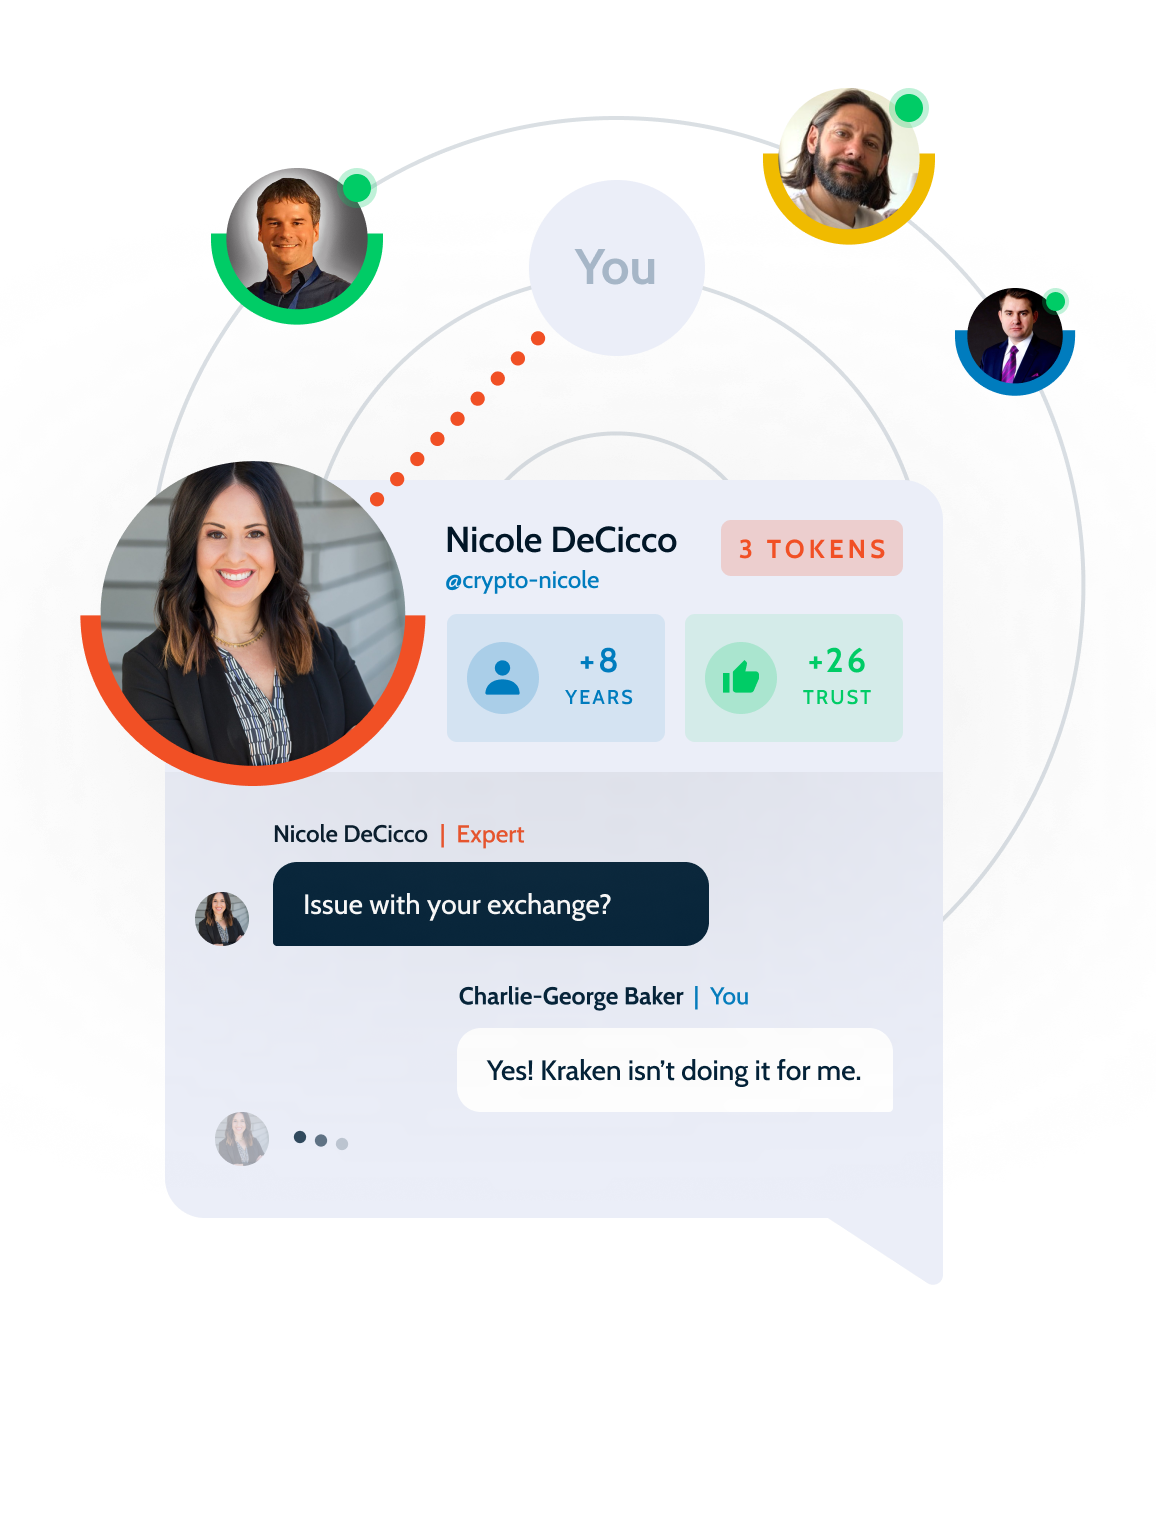 You
Nicole DeCicco
@crypto-nicole
3 TOKENS
+8
YEARS
+26
TRUST
Nicole DeCicco | Expert
Issue with your exchange?
Charlie-George Baker | You
Yes! Kraken isn’t doing it for me.